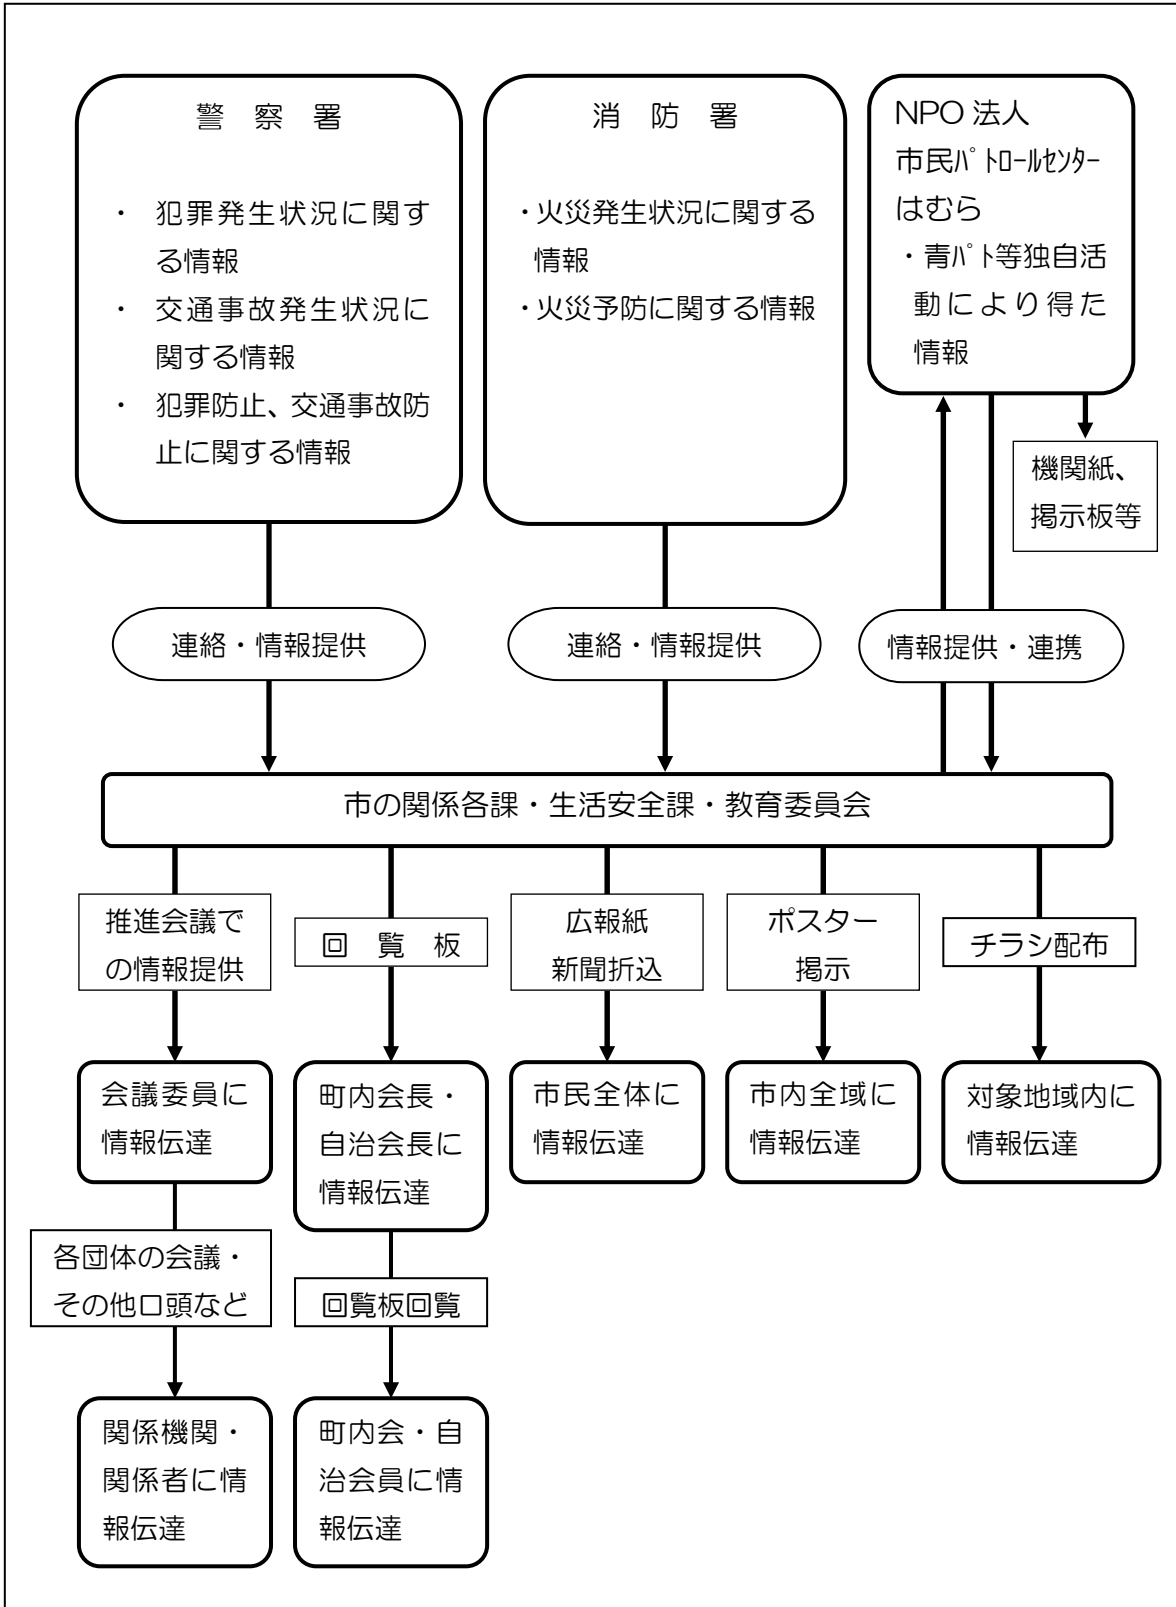 警 察 署
・ 犯罪発生状況に関す
る情報
・ 交通事故発生状況に
関する情報
・ 犯罪防止、交通事故防
止に関する情報
消 防 署
・火災発生状況に関する
情報
・火災予防に関する情報
NPO 法人
市民ﾊﾟﾄﾛｰﾙｾﾝﾀｰ
はむら
・青ﾊﾟﾄ等独自活
動により得た
情報
機関紙、
掲示板等
連絡・情報提供
連絡・情報提供
情報提供・連携
市の関係各課・生活安全課・教育委員会
推進会議で
の情報提供
回 覧 板
広報紙
新聞折込
ポスター
掲示
チラシ配布
会議委員に
情報伝達
町内会長・
自治会長に
情報伝達
市民全体に
情報伝達
市内全域に
情報伝達
対象地域内に
情報伝達
各団体の会議・
その他口頭など
回覧板回覧
関係機関・
関係者に情
報伝達
町内会・自
治会員に情
報伝達